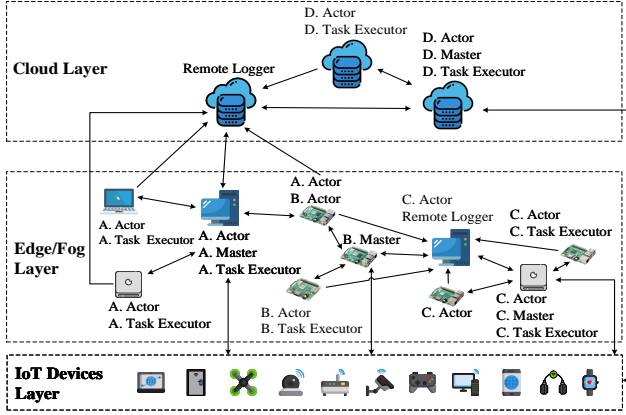 D. Actor
D. Task Executor
D. Actor
D. Master
D. Task Executor
Cloud Layer
Remote Logger
A. Actor
B. Actor
C. Actor
Remote Logger
C. Actor
C. Task Executor
A. Actor
A. Task Executor
Edge/Fog
Layer
A. Actor
A. Master
A. Task Executor
B. Master
A. Actor
A. Task Executor
B. Actor
B. Task Executor
C. Actor
C. Actor
C. Master
C. Task Executor
IoT Devices
Layer